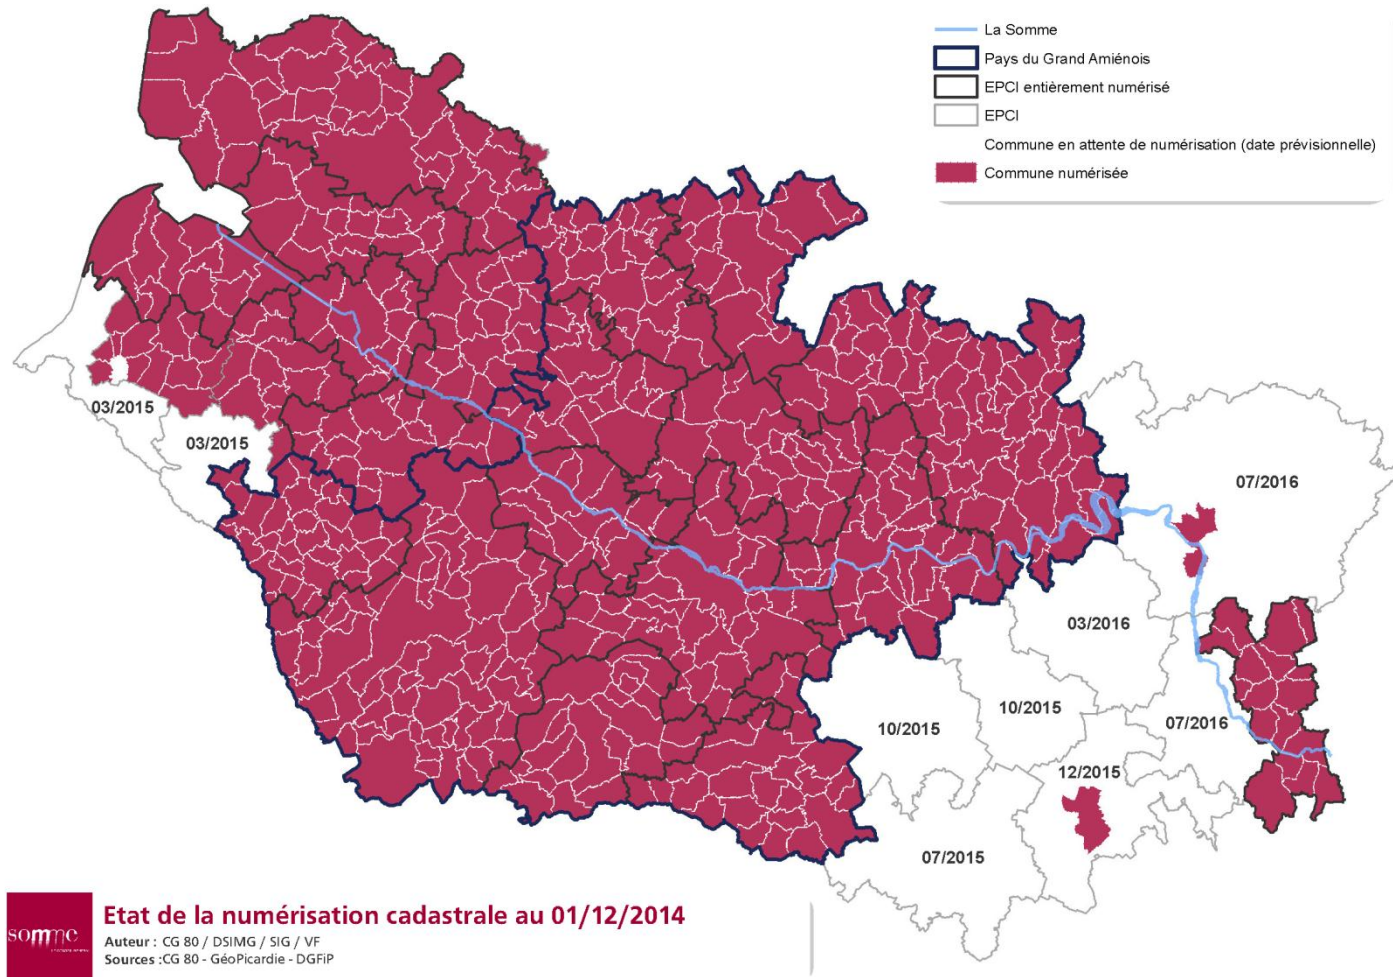 La Somme
Pays du Grand Amiénois
EPCI entièrement numérisé
EPCI
Commune en attente de numérisation (date prévisionnelle)
Commune numérisée
03/2015
03/2015
07/2016
03/2016
10/2015
10/2015
07/2016
12/2015
07/2015
somme
Etat de la numérisation cadastrale au 01/12/2014
Auteur : CG 80 / DSIMG / SIG / VF
Sources :CG 80 - GéoPicardie - DGFiP